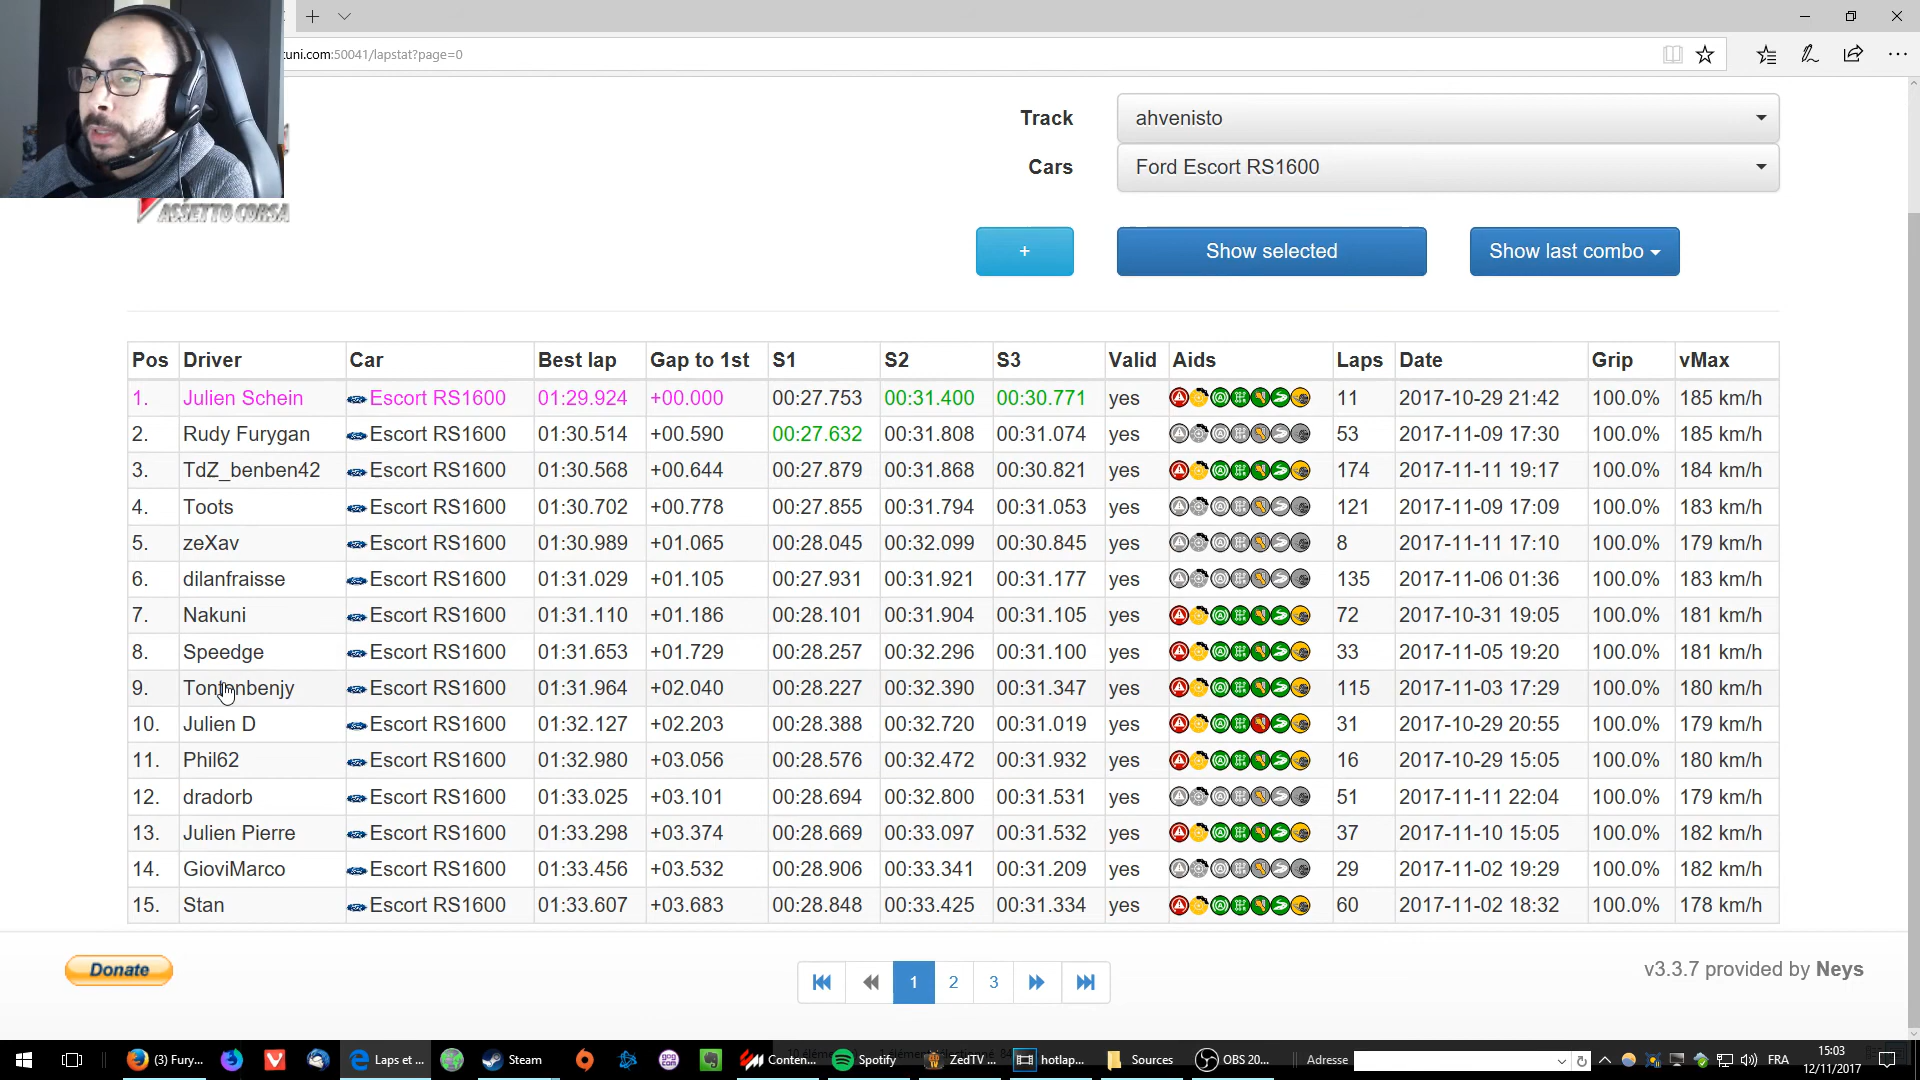 tuni.com:50041/lapstat?page=0
ASSETTO CORSA
Track ahvenisto
Cars Ford Escort RS1600
+ Show selected Show last combo
Pos Driver Car Best lap Gap to 1st S1 S2 S3 Valid Aids Laps Date Grip vMax
1. Julien Schein Escort RS1600 01:29.924 +00.000 00:27.753 00:31.400 00:30.771 yes 11 2017-10-29 21:42 100.0% 185 km/h
2. Rudy Furygan Escort RS1600 01:30.514 +00.590 00:27.632 00:31.808 00:31.074 yes 53 2017-11-09 17:30 100.0% 185 km/h
3. TdZ_benben42 Escort RS1600 01:30.568 +00.644 00:27.879 00:31.868 00:30.821 yes 174 2017-11-11 19:17 100.0% 184 km/h
4. Toots Escort RS1600 01:30.702 +00.778 00:27.855 00:31.794 00:31.053 yes 121 2017-11-09 17:09 100.0% 183 km/h
5. zeXav Escort RS1600 01:30.989 +01.065 00:28.045 00:32.099 00:30.845 yes 8 2017-11-11 17:10 100.0% 179 km/h
6. dilanfraisse Escort RS1600 01:31.029 +01.105 00:27.931 00:31.921 00:31.177 yes 135 2017-11-06 01:36 100.0% 183 km/h
7. Nakuni Escort RS1600 01:31.110 +01.186 00:28.101 00:31.904 00:31.105 yes 72 2017-10-31 19:05 100.0% 181 km/h
8. Speedge Escort RS1600 01:31.653 +01.729 00:28.257 00:32.296 00:31.100 yes 33 2017-11-05 19:20 100.0% 181 km/h
9. Escort RS1600 01:31.964 +02.040 00:28.227 00:32.390 00:31.347 yes 115 2017-11-03 17:29 100.0% 180 km/h
10. Julien D Escort RS1600 01:32.127 +02.203 00:28.388 00:32.720 00:31.019 yes 31 2017-10-29 20:55 100.0% 179 km/h
11. Phil62 Escort RS1600 01:32.980 +03.056 00:28.576 00:32.472 00:31.932 yes 16 2017-10-29 15:05 100.0% 180 km/h
12. dradorb Escort RS1600 01:33.025 +03.101 00:28.694 00:32.800 00:31.531 yes 51 2017-11-11 22:04 100.0% 179 km/h
13. Julien Pierre Escort RS1600 01:33.298 +03.374 00:28.669 00:33.097 00:31.532 yes 37 2017-11-10 15:05 100.0% 182 km/h
14. GioviMarco Escort RS1600 01:33.456 +03.532 00:28.906 00:33.341 00:31.209 yes 29 2017-11-02 19:29 100.0% 182 km/h
15. Stan Escort RS1600 01:33.607 +03.683 00:28.848 00:33.425 00:31.334 yes 60 2017-11-02 18:32 100.0% 178 km/h
Donate 1 2 3 v3.3.7 provided by Neys
(3) Fury... Laps et ... Steam Conten... Spotify ZedTV ... hotlap... Sources OBS 20... Adresse FRA 15:03
12/11/2017